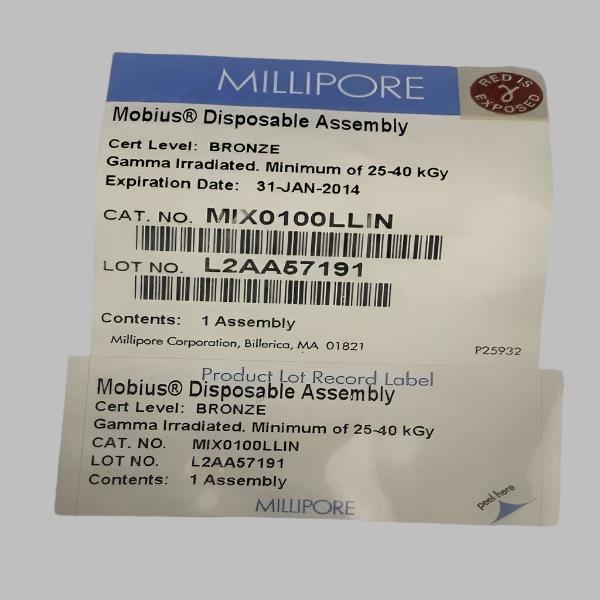 MILLIPORE
RED IS
γ
EXPOSED
Mobius® Disposable Assembly
Cert Level: BRONZE
Gamma Irradiated. Minimum of 25-40 kGy
Expiration Date: 31-JAN-2014
CAT. NO. MIX0100LLIN
LOT NO. L2AA57191
Contents: 1 Assembly
Millipore Corporation, Billerica, MA 01821
P25932
Product Lot Record Label
Mobius® Disposable Assembly
Cert Level: BRONZE
Gamma Irradiated. Minimum of 25-40 kGy
CAT. NO. MIX0100LLIN
LOT NO. L2AA57191
Contents: 1 Assembly
MILLIPORE
peel here